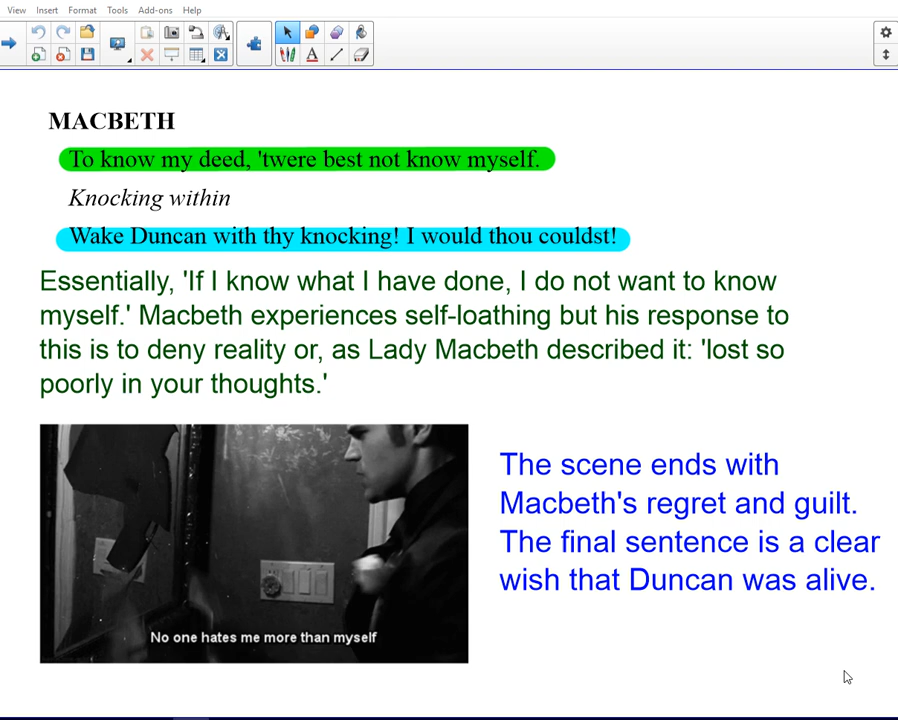 View Insert Format Tools Add-ons Help
MACBETH
To know my deed, 'twere best not know myself.
Knocking within
Wake Duncan with thy knocking! I would thou couldst!
Essentially, 'If I know what I have done, I do not want to know
myself.' Macbeth experiences self-loathing but his response to
this is to deny reality or, as Lady Macbeth described it: 'lost so
poorly in your thoughts.'
No one hates me more than myself
The scene ends with
Macbeth's regret and guilt.
The final sentence is a clear
wish that Duncan was alive.